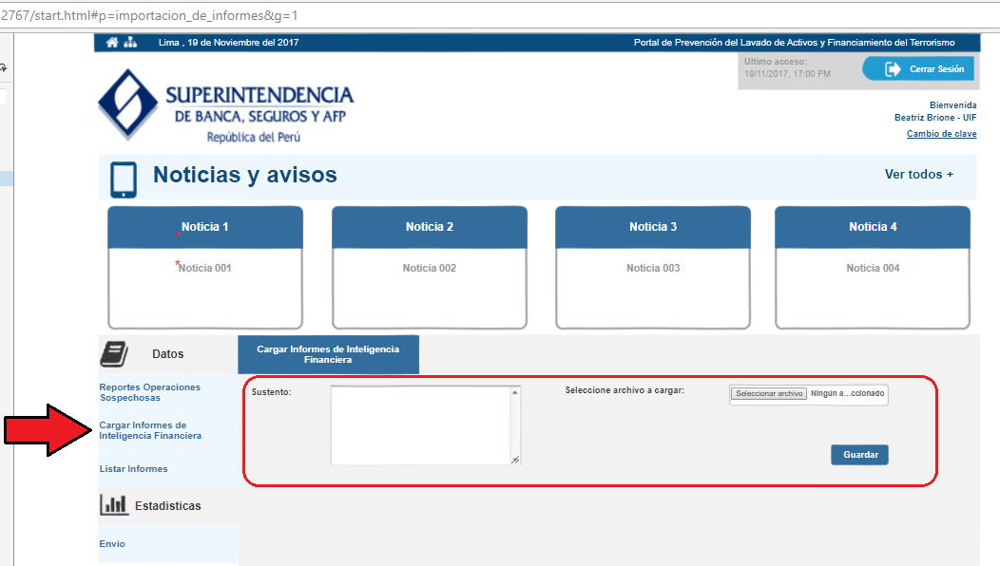 2767/start.html#p=importacion_de_informes&g=1
Lima , 19 de Noviembre del 2017
Portal de Prevención del Lavado de Activos y Financiamiento del Terrorismo
Ultimo acceso:
19/11/2017, 17:00 PM
Cerrar Sesión
SUPERINTENDENCIA
DE BANCA, SEGUROS Y AFP
República del Perú
Bienvenida
Beatriz Brione - UIF
Cambio de clave
Noticias y avisos
Ver todos +
Noticia 1
Noticia 2
Noticia 3
Noticia 4
*Noticia 001
Noticia 002
Noticia 003
Noticia 004
Datos
Cargar Informes de Inteligencia
Financiera
Reportes Operaciones
Sospechosas
Cargar Informes de
Inteligencia Financiera
Listar Informes
Sustento:
Seleccione archivo a cargar:
Seleccionar archivo
Ningún a...ccionado
Guardar
Estadisticas
Envio